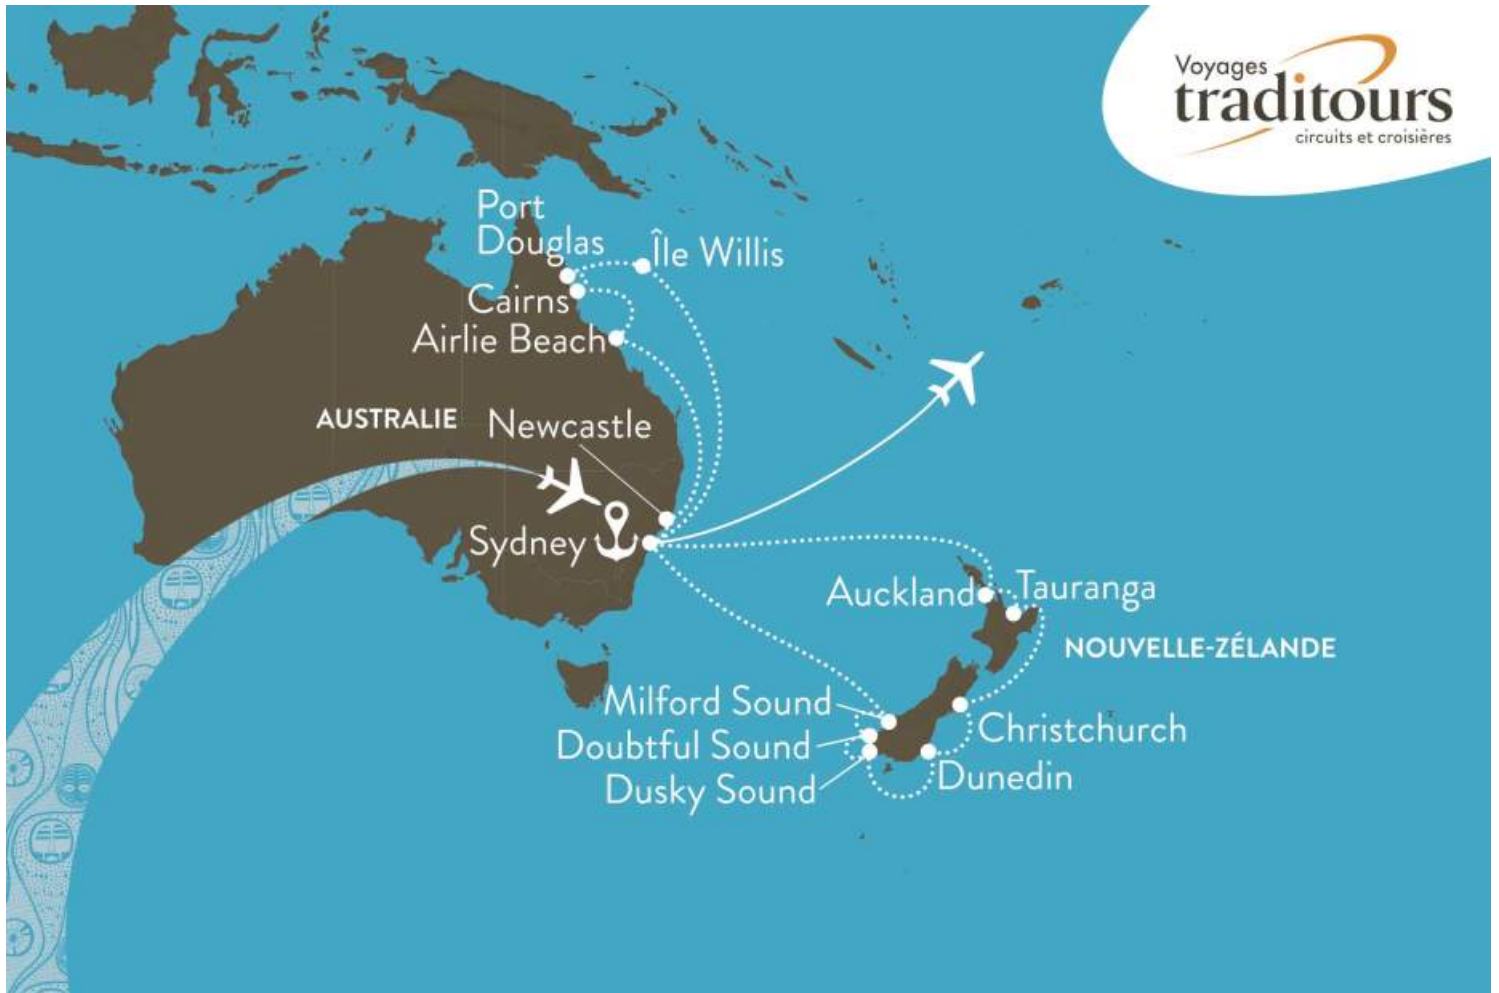 Voyages
traditours
circuits et croisières
Port
Douglas
Île Willis
Cairns
Airlie Beach
AUSTRALIE
Newcastle
Sydney
Auckland
Tauranga
NOUVELLE-ZÉLANDE
Milford Sound
Christchurch
Doubtful Sound
Dunedin
Dusky Sound